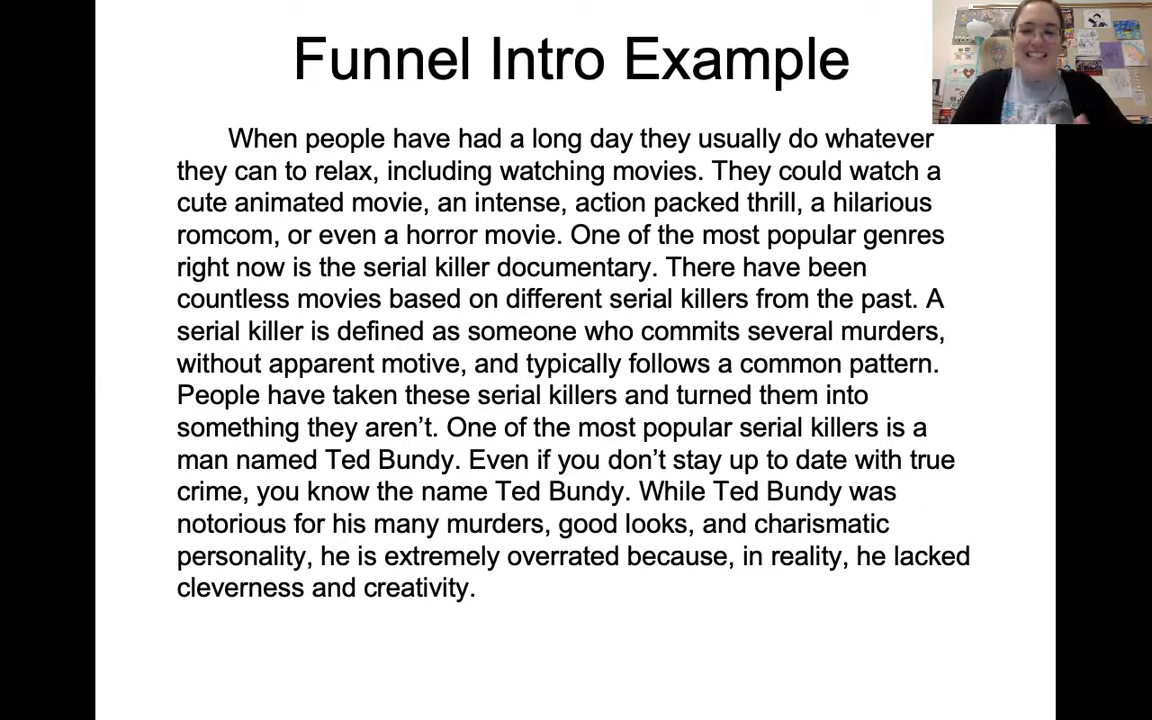 Funnel Intro Example
When people have had a long day they usually do whatever
they can to relax, including watching movies. They could watch a
cute animated movie, an intense, action packed thrill, a hilarious
romcom, or even a horror movie. One of the most popular genres
right now is the serial killer documentary. There have been
countless movies based on different serial killers from the past. A
serial killer is defined as someone who commits several murders,
without apparent motive, and typically follows a common pattern.
People have taken these serial killers and turned them into
something they aren’t. One of the most popular serial killers is a
man named Ted Bundy. Even if you don’t stay up to date with true
crime, you know the name Ted Bundy. While Ted Bundy was
notorious for his many murders, good looks, and charismatic
personality, he is extremely overrated because, in reality, he lacked
cleverness and creativity.